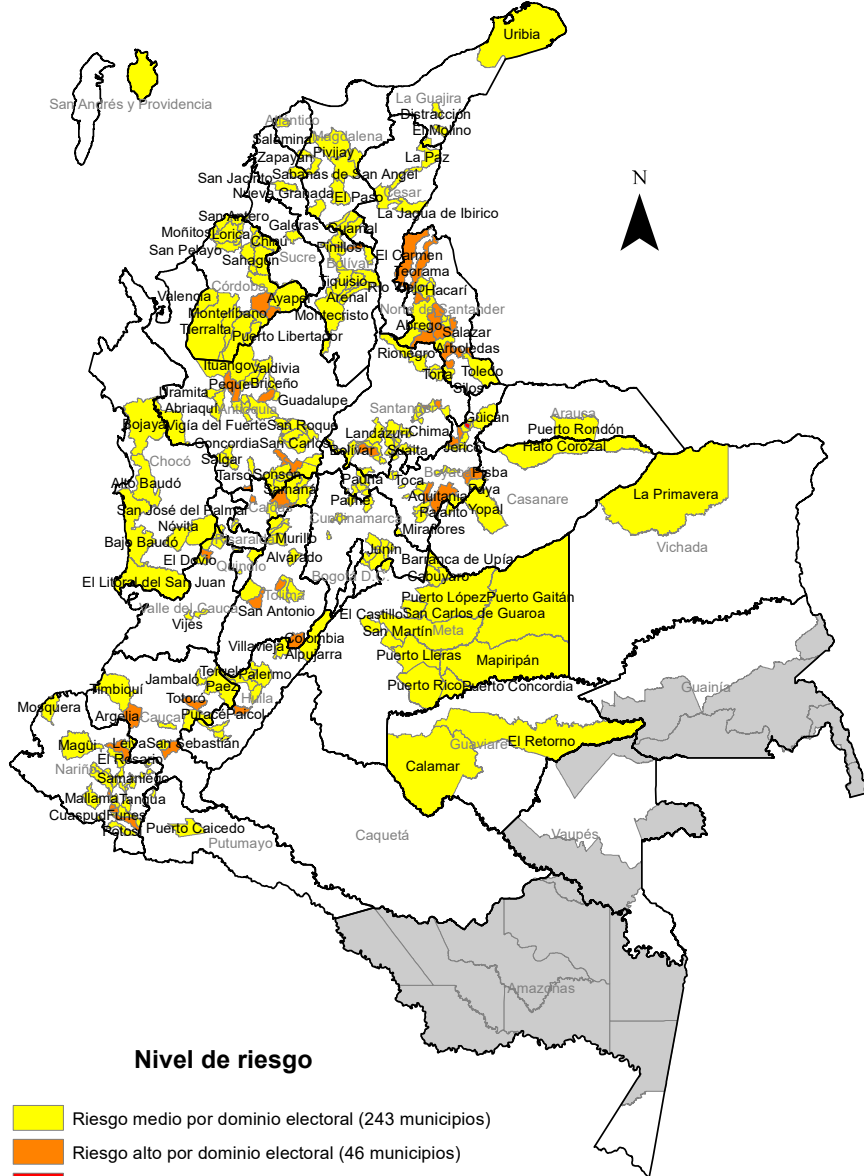 Uribia
San Andrés y Providencia
La Guajira
Distracción
El Molino
Atlántico
Salamina
Magdalena
Zapayán
Pivijay
La Paz
San Jacinto
Sabanas de San Angel
Nueva Granada
El Paso
Cesar
La Jagua de Ibirico
N
San Antero
Moñitos
Lorica
Galeras
Guamal
San Pelayo
Chinú
Sucre
Pinillos
Sahagún
Bolívar
El Carmen
Teorama
Córdoba
Tiquisio
Río Viejo
Hacarí
Valencia
Ayapel
Arenal
Montelíbano
Montecristo
Norte de Santander
Tierralta
Puerto Libertador
Abrego
Salazar
Rionegro
Arboledas
Ituango
Valdivia
Toledo
Peque
Briceño
Tona
Silos
Uramita
Guadalupe
Abriaquí
Antioquia
Santander
Güicán
Arauca
Bojaya
Vigía del Fuerte
San Roque
Landázuri
Chima
Puerto Rondón
Concordia
San Carlos
Bolívar
Suaita
Jericó
Hato Corozal
Chocó
Salgar
Boyacá
Pisba
Alto Baudó
Tarso
Sonsón
Pauna
Toca
Paya
La Primavera
Samaná
Palme
Aquitania
Casanare
San José del Palmar
Caldas
Pajarito
Yopal
Nóvita
Cundinamarca
Bajo Baudó
Risaralda
Murillo
Miraflores
Vichada
El Dovio
Quindío
Alvarado
Junín
Barranca de Upía
El Litoral del San Juan
Bogotá D.C.
Cabuyaro
Valle del Cauca
Tolima
Puerto López
Puerto Gaitán
San Antonio
El Castillo
San Carlos de Guaroa
Vijes
San Martín
Meta
Villavieja
Colombia
Alpujarra
Puerto Lleras
Mapiripán
Jambaló
Teruel
Palermo
Timbiquí
Paez
Puerto Rico
Puerto Concordia
Guainía
Mosquera
Totoró
Huila
Argelia
Cauca
Puracé
Paicol
Magüi
Leiva
San Sebastián
Guaviare
El Retorno
El Rosario
Calamar
Nariño
Samaniego
Mallama
Tangua
Cuaspud
Funes
Potosí
Puerto Caicedo
Caquetá
Vaupés
Putumayo
Amazonas
Nivel de riesgo
Riesgo medio por dominio electoral (243 municipios)
Riesgo alto por dominio electoral (46 municipios)